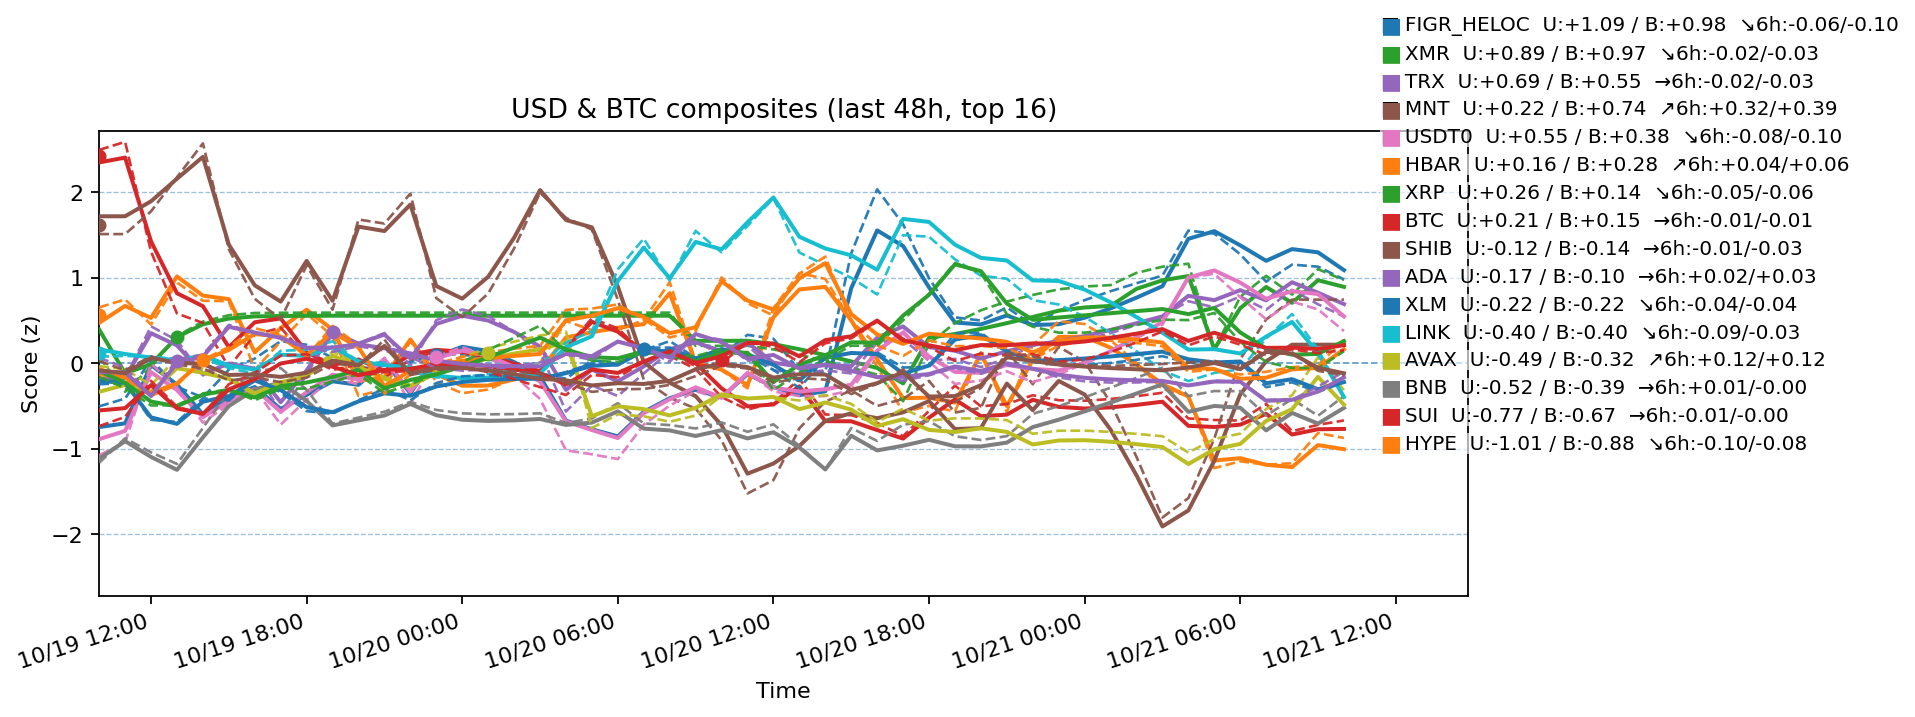 FIGR_HELOC U:+1.09 / B:+0.98 ↘6h:-0.06/-0.10
XMR U:+0.89 / B:+0.97 ↘6h:-0.02/-0.03
TRX U:+0.69 / B:+0.55 →6h:-0.02/-0.03
MNT U:+0.22 / B:+0.74 ↗6h:+0.32/+0.39
USDT0 U:+0.55 / B:+0.38 ↘6h:-0.08/-0.10
HBAR U:+0.16 / B:+0.28 ↗6h:+0.04/+0.06
XRP U:+0.26 / B:+0.14 ↘6h:-0.05/-0.06
BTC U:+0.21 / B:+0.15 →6h:-0.01/-0.01
SHIB U:-0.12 / B:-0.14 →6h:-0.01/-0.03
ADA U:-0.17 / B:-0.10 →6h:+0.02/+0.03
XLM U:-0.22 / B:-0.22 ↘6h:-0.04/-0.04
LINK U:-0.40 / B:-0.40 ↘6h:-0.09/-0.03
AVAX U:-0.49 / B:-0.32 ↗6h:+0.12/+0.12
BNB U:-0.52 / B:-0.39 →6h:+0.01/-0.00
SUI U:-0.77 / B:-0.67 →6h:-0.01/-0.00
HYPE U:-1.01 / B:-0.88 ↘6h:-0.10/-0.08
USD & BTC composites (last 48h, top 16)
Score (z)
2
1
0
−1
−2
10/19 12:00
10/19 18:00
10/20 00:00
10/20 06:00
10/20 12:00
10/20 18:00
10/21 00:00
10/21 06:00
10/21 12:00
Time